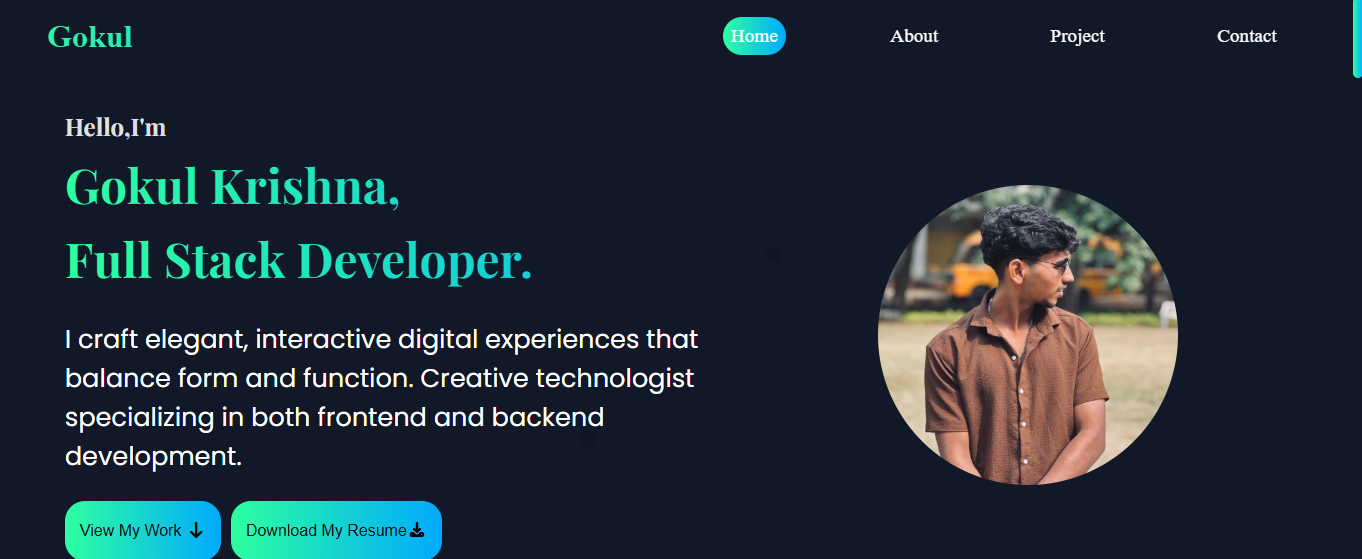 Gokul
Home
About
Project
Contact
Hello,I'm
Gokul Krishna,
Full Stack Developer.
I craft elegant, interactive digital experiences that
balance form and function. Creative technologist
specializing in both frontend and backend
development.
View My Work
Download My Resume